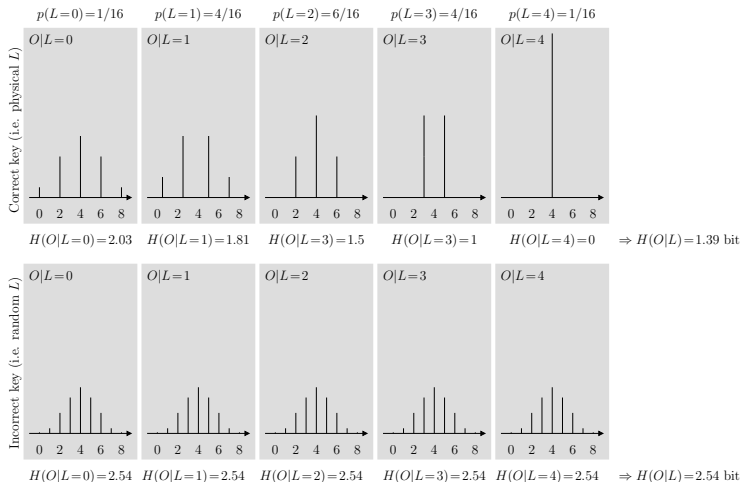 p(L=0)=1/16 p(L=1)=4/16 p(L=2)=6/16 p(L=3)=4/16 p(L=4)=1/16
Correct key (i.e. physical L)
O|L=0 O|L=1 O|L=2 O|L=3 O|L=4
0 2 4 6 8 0 2 4 6 8 0 2 4 6 8 0 2 4 6 8 0 2 4 6 8
H(O|L=0)=2.03 H(O|L=1)=1.81 H(O|L=3)=1.5 H(O|L=3)=1 H(O|L=4)=0 ⇒ H(O|L)=1.39 bit
Incorrect key (i.e. random L)
O|L=0 O|L=1 O|L=2 O|L=3 O|L=4
0 2 4 6 8 0 2 4 6 8 0 2 4 6 8 0 2 4 6 8 0 2 4 6 8
H(O|L=0)=2.54 H(O|L=1)=2.54 H(O|L=2)=2.54 H(O|L=3)=2.54 H(O|L=4)=2.54 ⇒ H(O|L)=2.54 bit